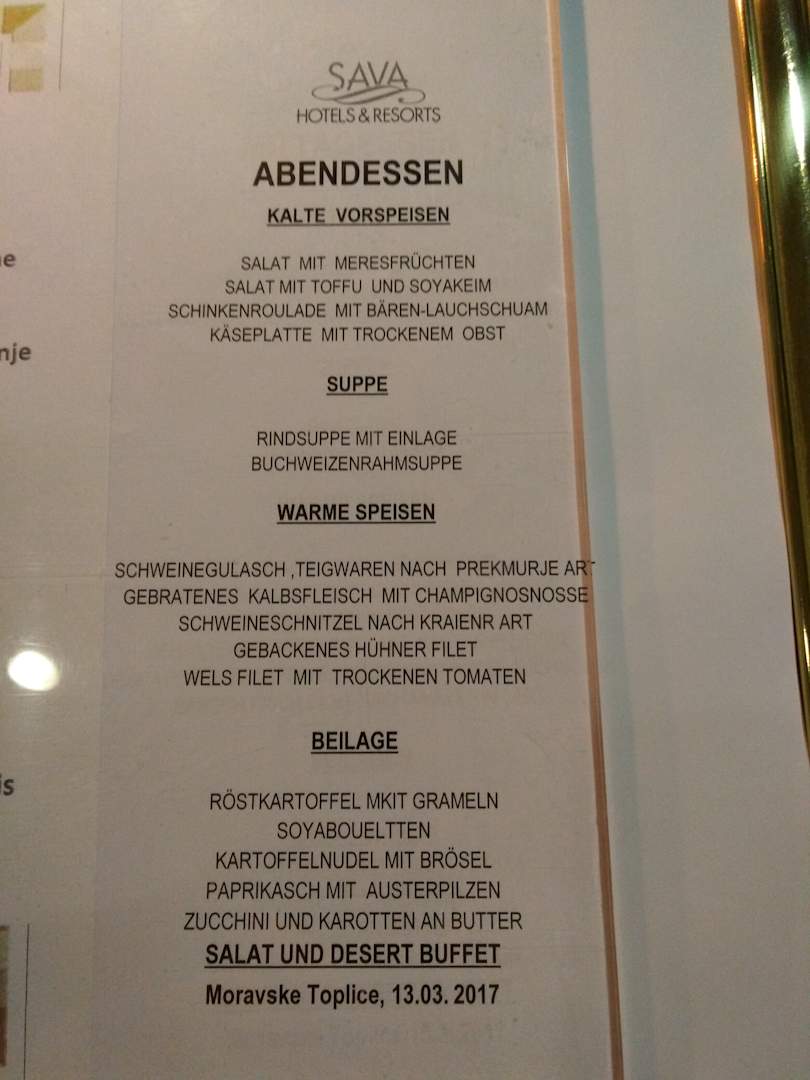 SAVA
HOTELS & RESORTS
ABENDESSEN
KALTE VORSPEISEN
SALAT MIT MERESFRÜCHTEN
SALAT MIT TOFFU UND SOYAKEIM
SCHINKENROULADE MIT BÄREN-LAUCHSCHUAM
KÄSEPLATTE MIT TROCKENEM OBST
SUPPE
RINDSUPPE MIT EINLAGE
BUCHWEIZENRAHMSUPPE
WARME SPEISEN
SCHWEINEGULASCH ,TEIGWAREN NACH PREKMURJE ART
GEBRATENES KALBSFLEISCH MIT CHAMPIGNOSNOSSE
SCHWEINESCHNITZEL NACH KRAIENR ART
GEBACKENES HÜHNER FILET
WELS FILET MIT TROCKENEN TOMATEN
BEILAGE
RÖSTKARTOFFEL MKIT GRAMELN
SOYABOUELTTEN
KARTOFFELNUDEL MIT BRÖSEL
PAPRIKASCH MIT AUSTERPILZEN
ZUCCHINI UND KAROTTEN AN BUTTER
SALAT UND DESERT BUFFET
Moravske Toplice, 13.03. 2017